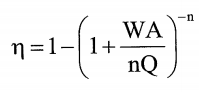 η = 1 − (1 + WA/nQ)⁻ⁿ